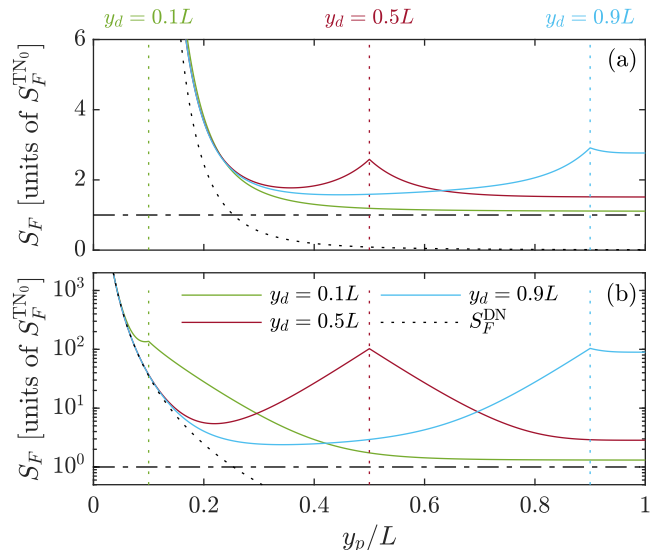 y_d = 0.1L y_d = 0.5L y_d = 0.9L
(a)
S_F [units of S_F^{TN_0}]
6
4
2
0
(b)
y_d = 0.1L y_d = 0.9L
y_d = 0.5L S_F^{DN}
S_F [units of S_F^{TN_0}]
10^3
10^2
10^1
10^0
0 0.2 0.4 0.6 0.8 1
y_p/L